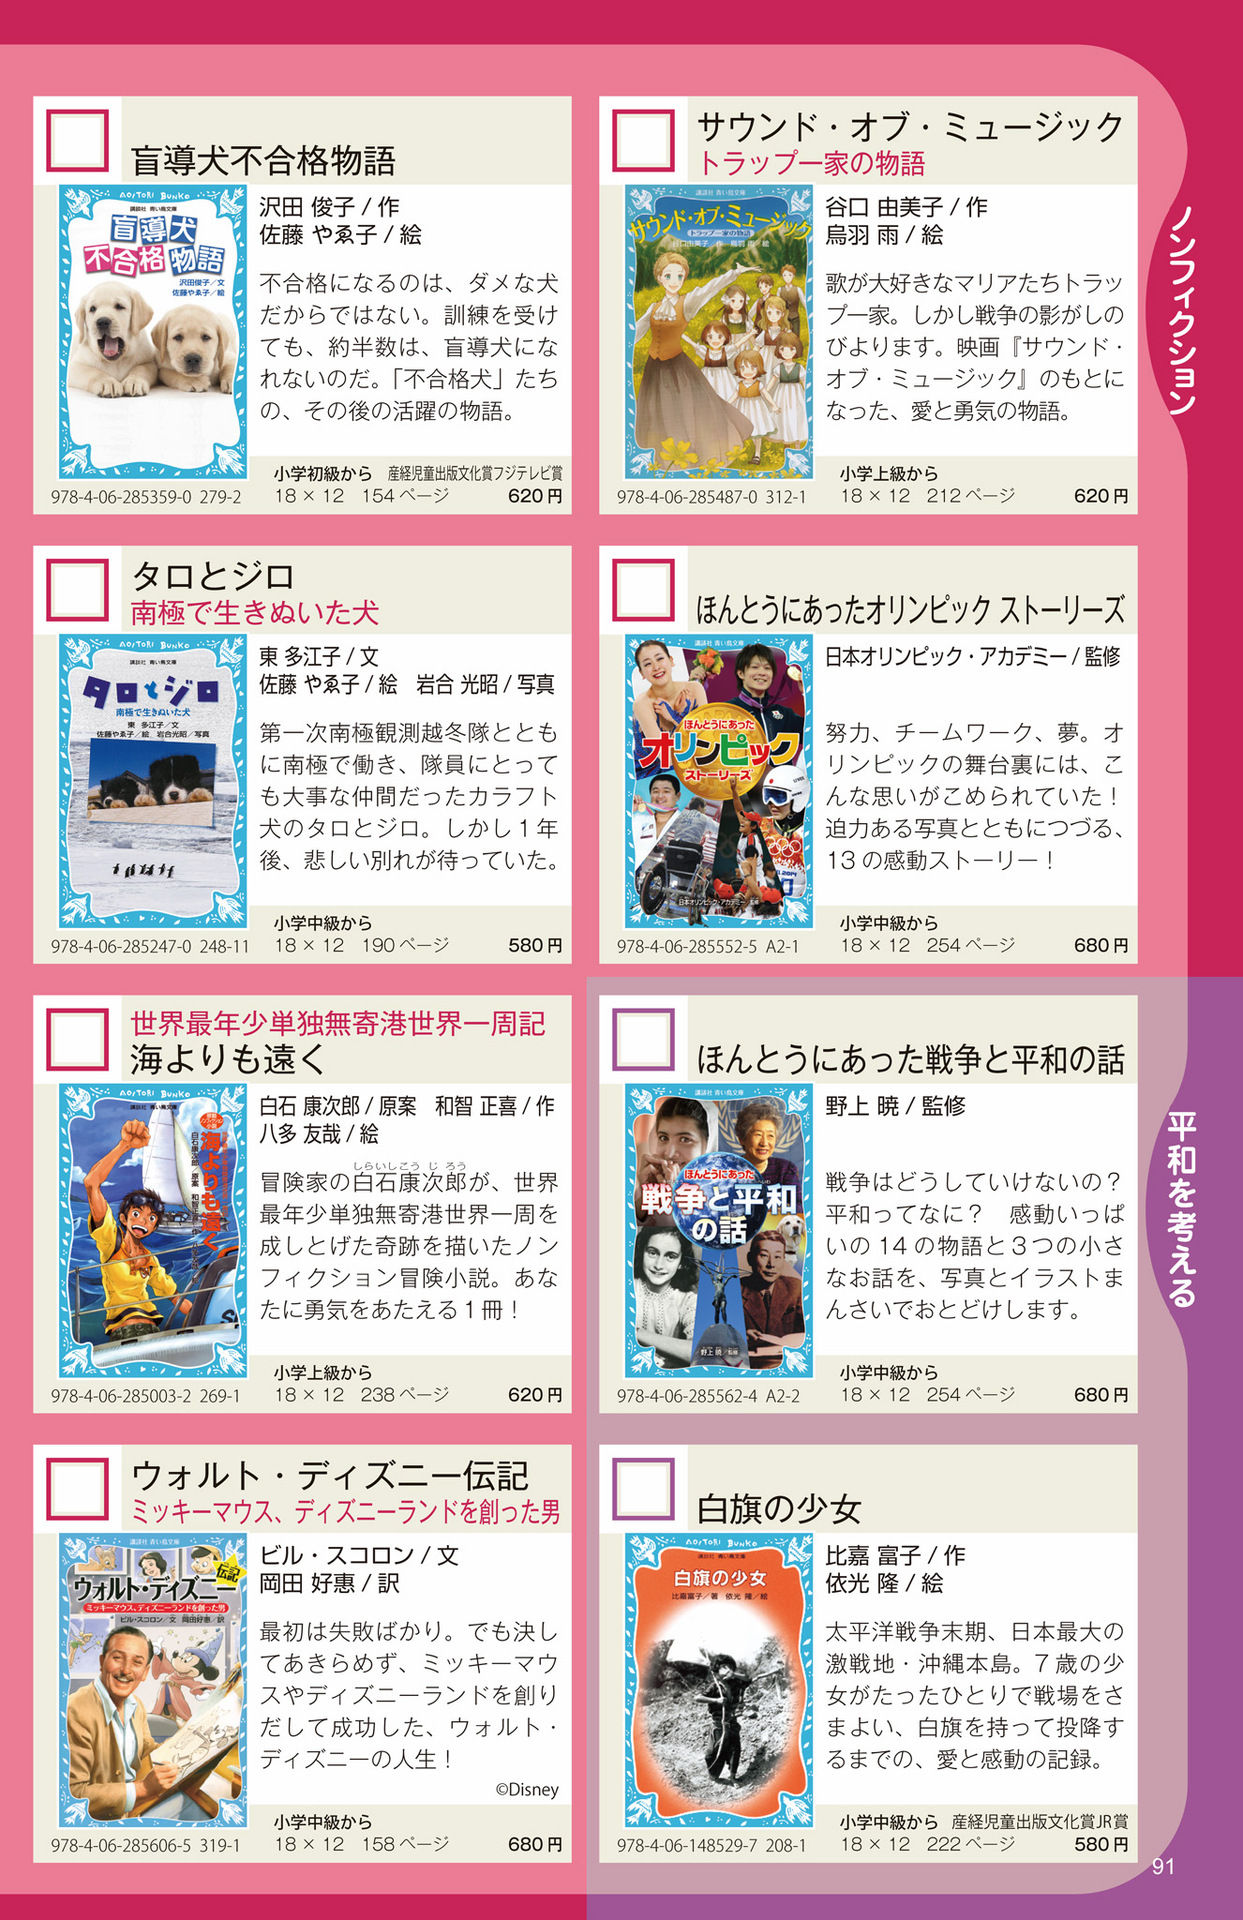 盲導犬不合格物語
AOITORI BUNKO
講談社 青い鳥文庫
盲導犬
不合格物語
沢田俊子／文
佐藤やゑ子／絵
沢田 俊子 / 作
佐藤 やゑ子 / 絵
不合格になるのは、ダメな犬
だからではない。訓練を受け
ても、約半数は、盲導犬にな
れないのだ。「不合格犬」たち
の、その後の活躍の物語。
小学初級から 産経児童出版文化賞フジテレビ賞
978-4-06-285359-0 279-2 18 × 12 154 ページ 620 円
サウンド・オブ・ミュージック
トラップ一家の物語
講談社 青い鳥文庫
サウンド・オブ・ミュージック
トラップ一家の物語
谷口由美子／作 烏羽 雨／絵
谷口 由美子 / 作
烏羽 雨 / 絵
歌が大好きなマリアたちトラッ
プ一家。しかし戦争の影がしの
びよります。映画『サウンド・
オブ・ミュージック』のもとに
なった、愛と勇気の物語。
小学上級から
978-4-06-285487-0 312-1 18 × 12 212 ページ 620 円
タロとジロ
南極で生きぬいた犬
AOITORI BUNKO
講談社 青い鳥文庫
タロとジロ
南極で生きぬいた犬
東 多江子／文
佐藤やゑ子／絵 岩合光昭／写真
東 多江子 / 文
佐藤 やゑ子 / 絵 岩合 光昭 / 写真
第一次南極観測越冬隊ととも
に南極で働き、隊員にとって
も大事な仲間だったカラフト
犬のタロとジロ。しかし１年
後、悲しい別れが待っていた。
小学中級から
978-4-06-285247-0 248-11 18 × 12 190 ページ 580 円
ほんとうにあったオリンピック ストーリーズ
講談社 青い鳥文庫
ほんとうにあった
オリンピック
ストーリーズ
日本オリンピック・アカデミー／監修
日本オリンピック・アカデミー / 監修
努力、チームワーク、夢。オ
リンピックの舞台裏には、こ
んな思いがこめられていた！
迫力ある写真とともにつづる、
13 の感動ストーリー！
小学中級から
978-4-06-285552-5 A2-1 18 × 12 254 ページ 680 円
世界最年少単独無寄港世界一周記
海よりも遠く
AOITORI BUNKO
講談社 青い鳥文庫
海よりも遠く
白石 康次郎 / 原案 和智 正喜 / 作
八多 友哉 / 絵
しらいしこう じ ろう
冒険家の白石康次郎が、世界
最年少単独無寄港世界一周を
成しとげた奇跡を描いたノン
フィクション冒険小説。あな
たに勇気をあたえる１冊！
小学上級から
978-4-06-285003-2 269-1 18 × 12 238 ページ 620 円
ほんとうにあった戦争と平和の話
講談社 青い鳥文庫
ほんとうにあった
戦争と平和
の話
野上 暁／監修
野上 暁 / 監修
戦争はどうしていけないの？
平和ってなに？ 感動いっぱ
いの 14 の物語と３つの小さ
なお話を、写真とイラストま
んさいでおとどけします。
小学中級から
978-4-06-285562-4 A2-2 18 × 12 254 ページ 680 円
ウォルト・ディズニー伝記
ミッキーマウス、ディズニーランドを創った男
講談社 青い鳥文庫
ウォルト・ディズニー
伝記
ミッキーマウス、ディズニーランドを創った男
ビル・スコロン／文 岡田好惠／訳
ビル・スコロン / 文
岡田 好惠 / 訳
最初は失敗ばかり。でも決し
てあきらめず、ミッキーマウ
スやディズニーランドを創り
だして成功した、ウォルト・
ディズニーの人生！
©Disney
小学中級から
978-4-06-285606-5 319-1 18 × 12 158 ページ 680 円
白旗の少女
AOITORI BUNKO
講談社 青い鳥文庫
白旗の少女
比嘉富子／著 依光 隆／絵
比嘉 富子 / 作
依光 隆 / 絵
太平洋戦争末期、日本最大の
激戦地・沖縄本島。７歳の少
女がたったひとりで戦場をさ
まよい、白旗を持って投降す
るまでの、愛と感動の記録。
小学中級から 産経児童出版文化賞JR賞
978-4-06-148529-7 208-1 18 × 12 222 ページ 580 円
ノンフィクション
平和を考える
91